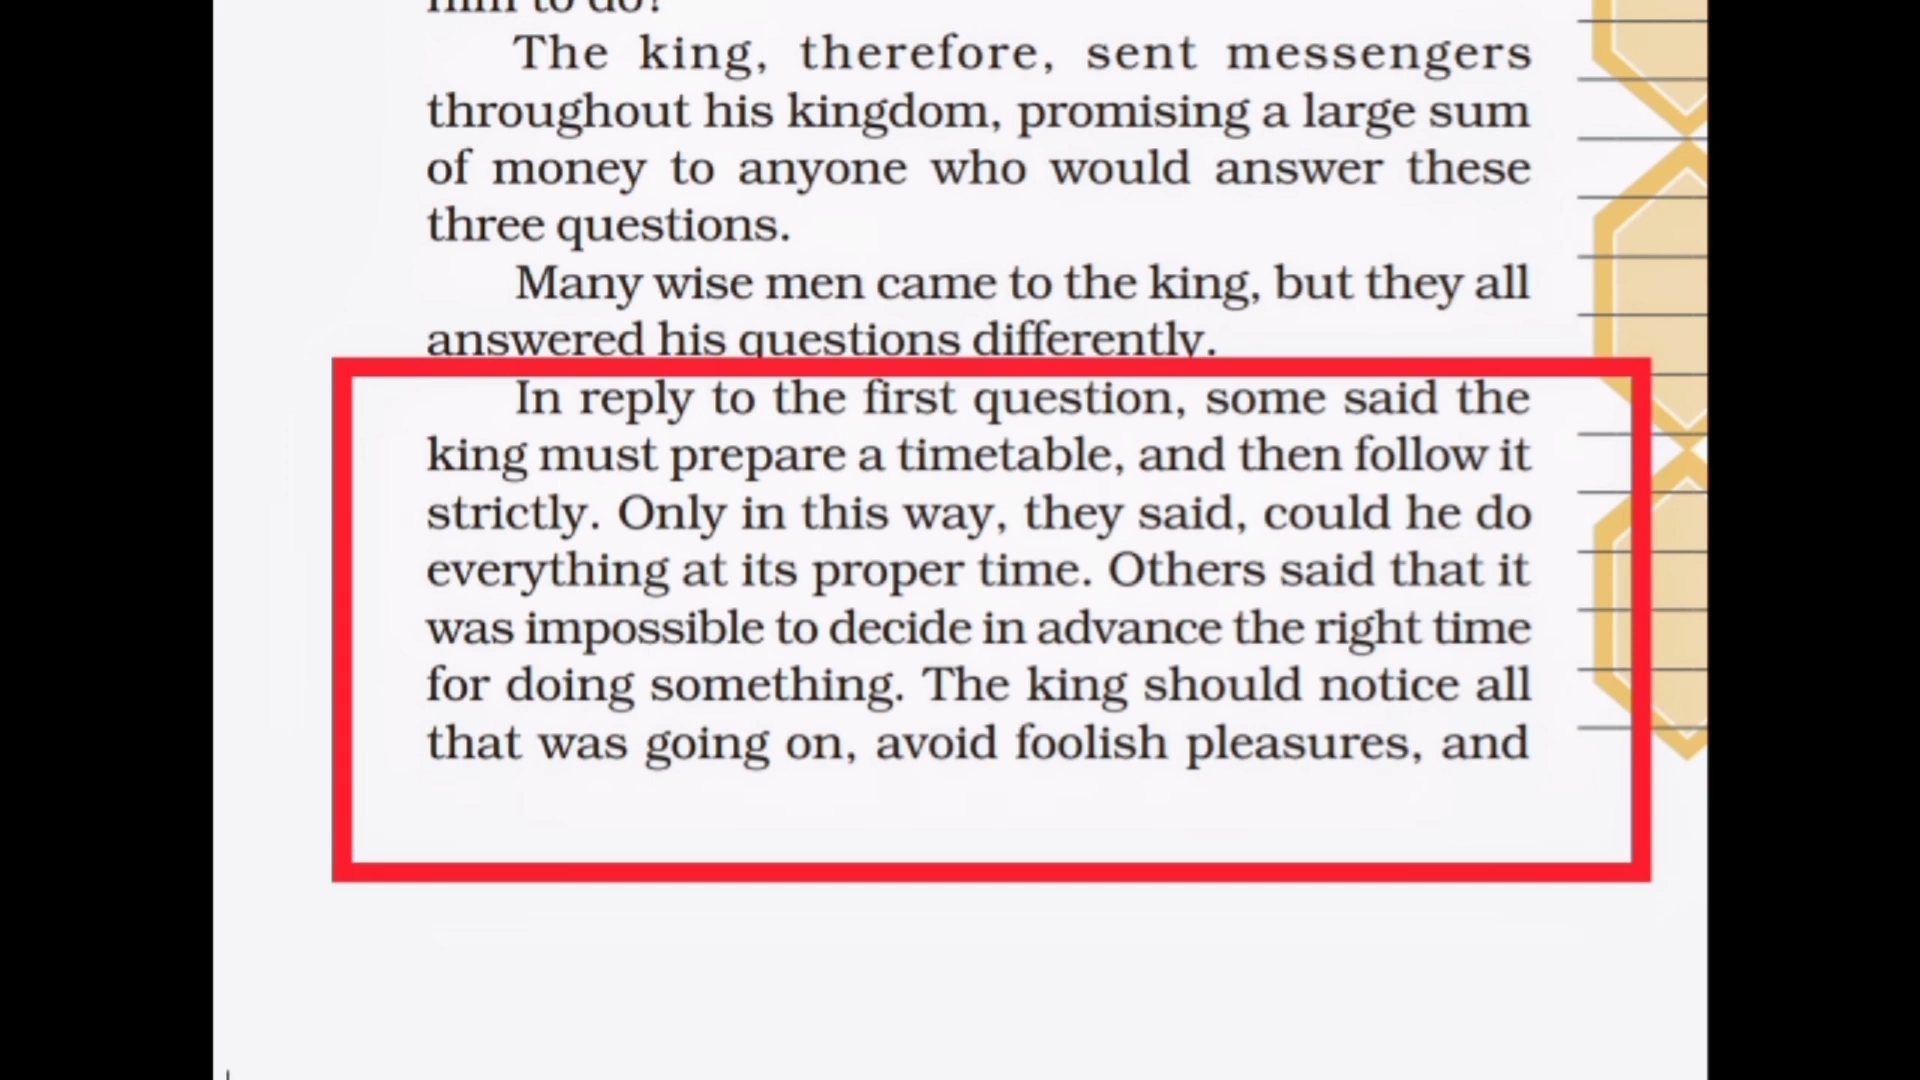 him to do?
The king, therefore, sent messengers
throughout his kingdom, promising a large sum
of money to anyone who would answer these
three questions.
Many wise men came to the king, but they all
answered his questions differently.
In reply to the first question, some said the
king must prepare a timetable, and then follow it
strictly. Only in this way, they said, could he do
everything at its proper time. Others said that it
was impossible to decide in advance the right time
for doing something. The king should notice all
that was going on, avoid foolish pleasures, and